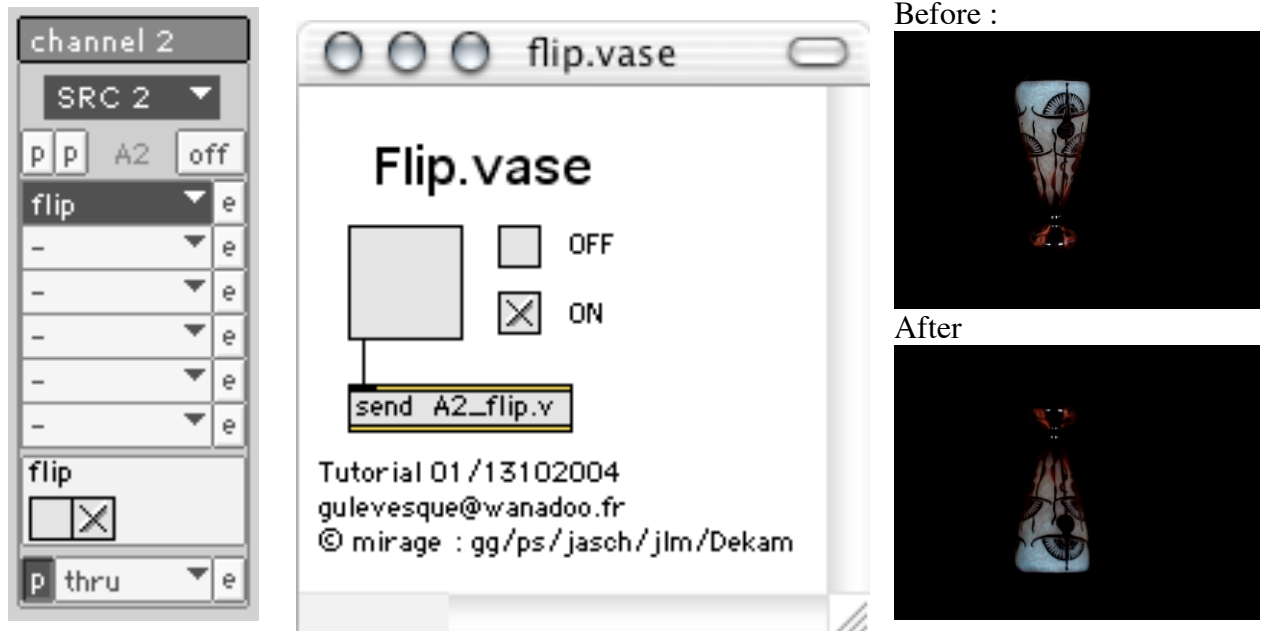 channel 2
SRC 2
p p A2 off
flip e
- e
- e
- e
- e
- e
flip
p thru e
flip.vase
Flip.vase
OFF
ON
send A2_flip.v
Tutorial 01/13102004
gulevesque@wanadoo.fr
© mirage : gg/ps/jasch/jlm/Dekam
Before :
After